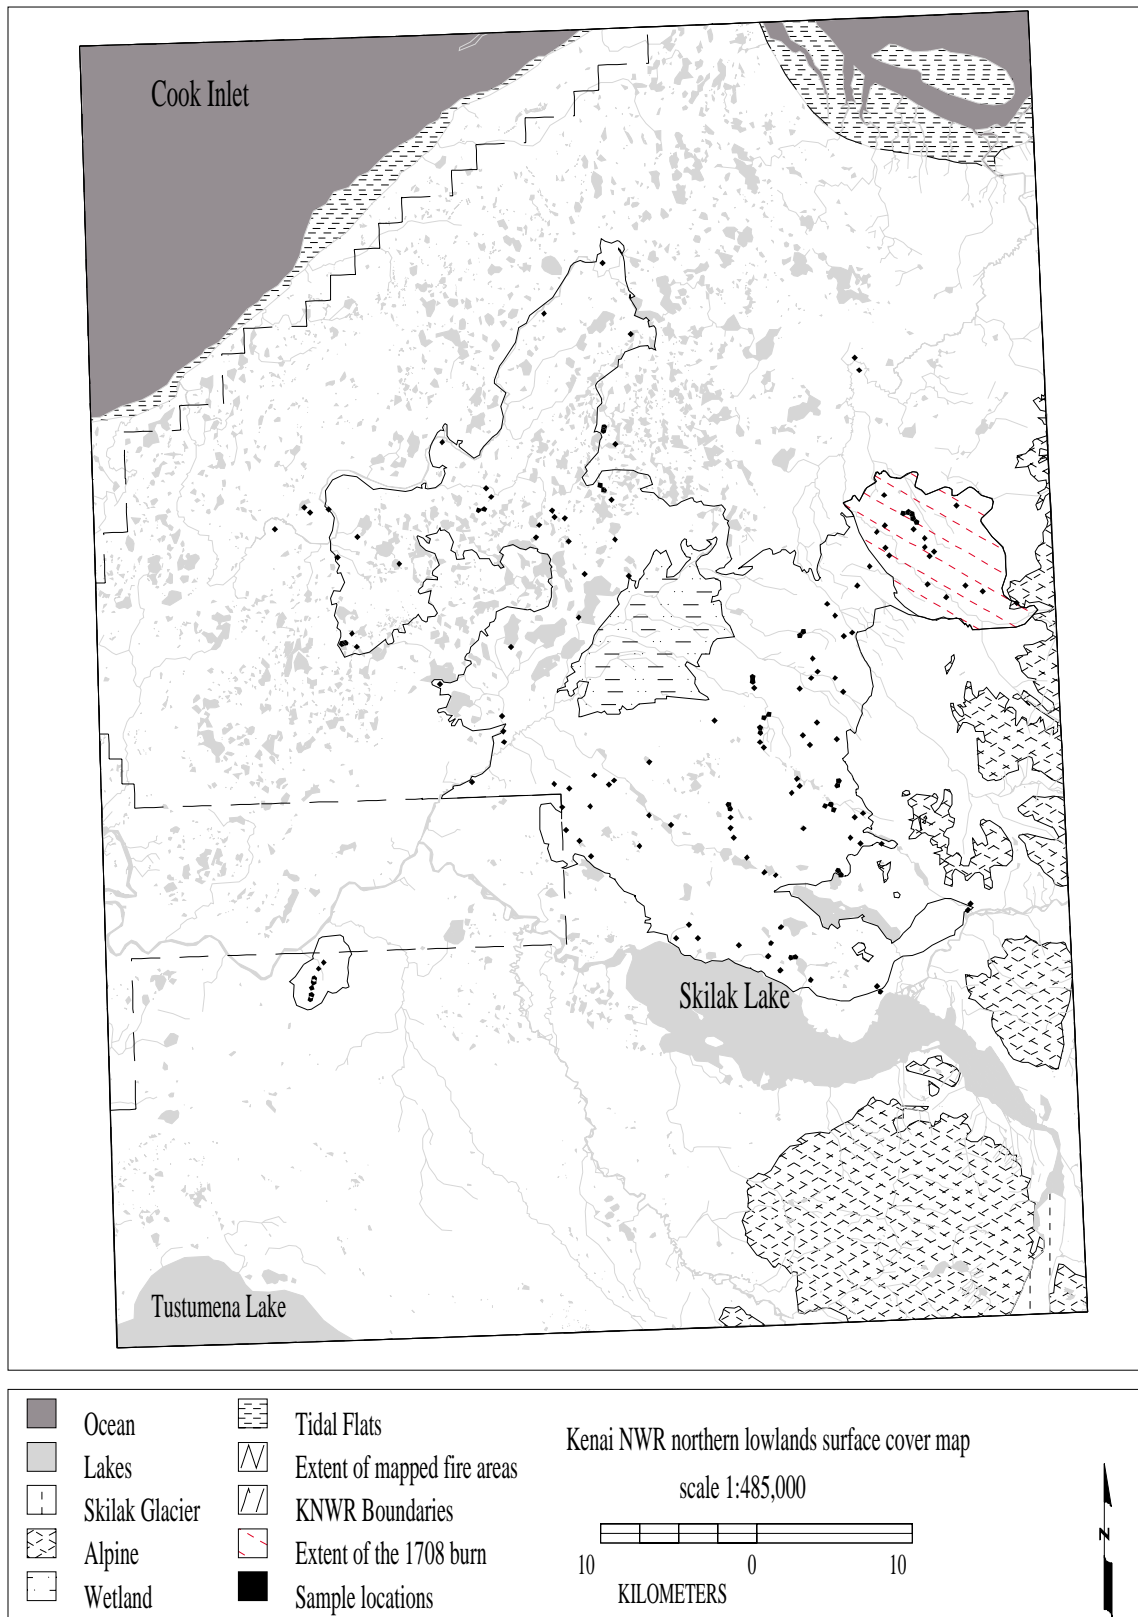 Cook Inlet
Skilak Lake
Tustumena Lake
Ocean
Lakes
Skilak Glacier
Alpine
Wetland
Tidal Flats
Extent of mapped fire areas
KNWR Boundaries
Extent of the 1708 burn
Sample locations
Kenai NWR northern lowlands surface cover map
scale 1:485,000
10 0 10
KILOMETERS
N